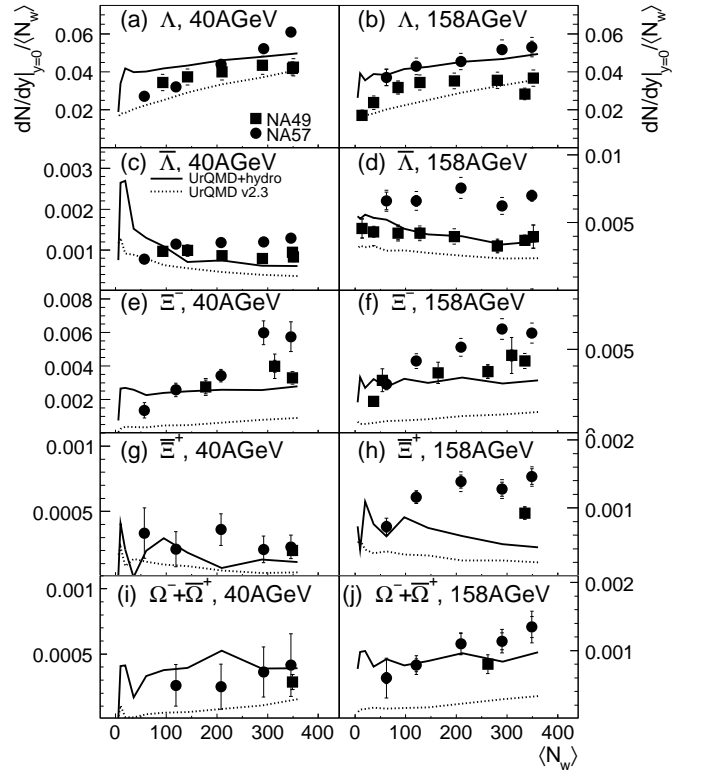 dN/dy|y=0/⟨Nw⟩
dN/dy|y=0/⟨Nw⟩
(a) Λ, 40AGeV
(b) Λ, 158AGeV
0.06
0.04
0.02
0.06
0.04
0.02
NA49
NA57
(c) Λ̅, 40AGeV
(d) Λ̅, 158AGeV
UrQMD+hydro
UrQMD v2.3
0.003
0.002
0.001
0.01
0.005
(e) Ξ⁻, 40AGeV
(f) Ξ⁻, 158AGeV
0.008
0.006
0.004
0.002
0.005
0
(g) Ξ̅⁺, 40AGeV
(h) Ξ̅⁺, 158AGeV
0.001
0.0005
0.002
0.001
(i) Ω⁻+Ω̅⁺, 40AGeV
(j) Ω⁻+Ω̅⁺, 158AGeV
0.001
0.0005
0.002
0.001
0
0 100 200 300 400
0 100 200 300 400
⟨Nw⟩